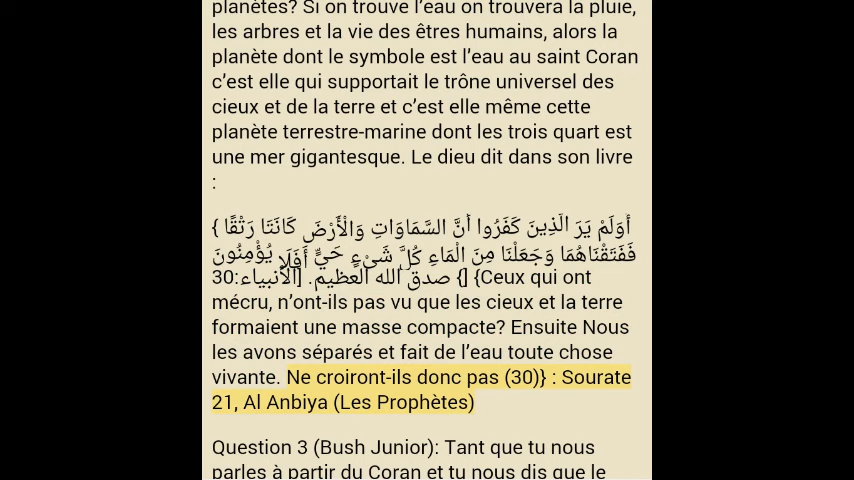 planètes? Si on trouve l’eau on trouvera la pluie,
les arbres et la vie des êtres humains, alors la
planète dont le symbole est l’eau au saint Coran
c’est elle qui supportait le trône universel des
cieux et de la terre et c’est elle même cette
planète terrestre-marine dont les trois quart est
une mer gigantesque. Le dieu dit dans son livre
:
{ أَوَلَمْ يَرَ الَّذِينَ كَفَرُوا أَنَّ السَّمَاوَاتِ وَالْأَرْضَ كَانَتَا رَتْقًا
فَفَتَقْنَاهُمَا وَجَعَلْنَا مِنَ الْمَاءِ كُلَّ شَيْءٍ حَيٍّ أَفَلَا يُؤْمِنُونَ
30:الأنبياء] .صدق الله العظيم {] {Ceux qui ont
mécru, n’ont-ils pas vu que les cieux et la terre
formaient une masse compacte? Ensuite Nous
les avons séparés et fait de l’eau toute chose
vivante. Ne croiront-ils donc pas (30)} : Sourate
21, Al Anbiya (Les Prophètes)
Question 3 (Bush Junior): Tant que tu nous
parles à partir du Coran et tu nous dis que le